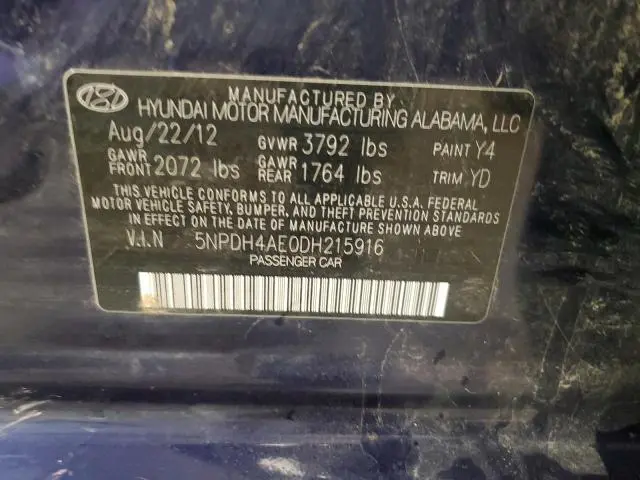 MANUFACTURED BY
HYUNDAI MOTOR MANUFACTURING ALABAMA, LLC
Aug/22/12 GVWR 3792 lbs PAINT Y4
GAWR FRONT 2072 lbs GAWR REAR 1764 lbs TRIM YD
THIS VEHICLE CONFORMS TO ALL APPLICABLE U.S.A. FEDERAL
MOTOR VEHICLE SAFETY, BUMPER, AND THEFT PREVENTION STANDARDS
IN EFFECT ON THE DATE OF MANUFACTURE SHOWN ABOVE.
V.I.N 5NPDH4AE0DH215916
PASSENGER CAR